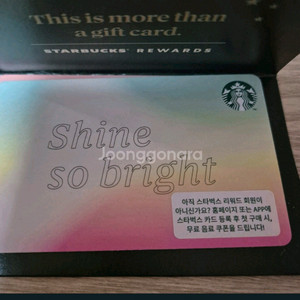 This is more than
a gift card.
STARBUCKS® REWARDS
Shine
so bright
Joonggonara
아직 스타벅스 리워드 회원이
아니신가요? 홈페이지 또는 APP에
스타벅스 카드 등록 후 첫 구매 시,
무료 음료 쿠폰을 드립니다!